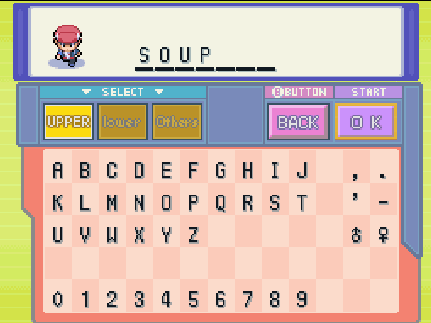 SOUP
SELECT
BUTTON START
UPPER lower Others BACK OK
A B C D E F G H I J , .
K L M N O P Q R S T ' -
U V W X Y Z ♂ ♀
0 1 2 3 4 5 6 7 8 9